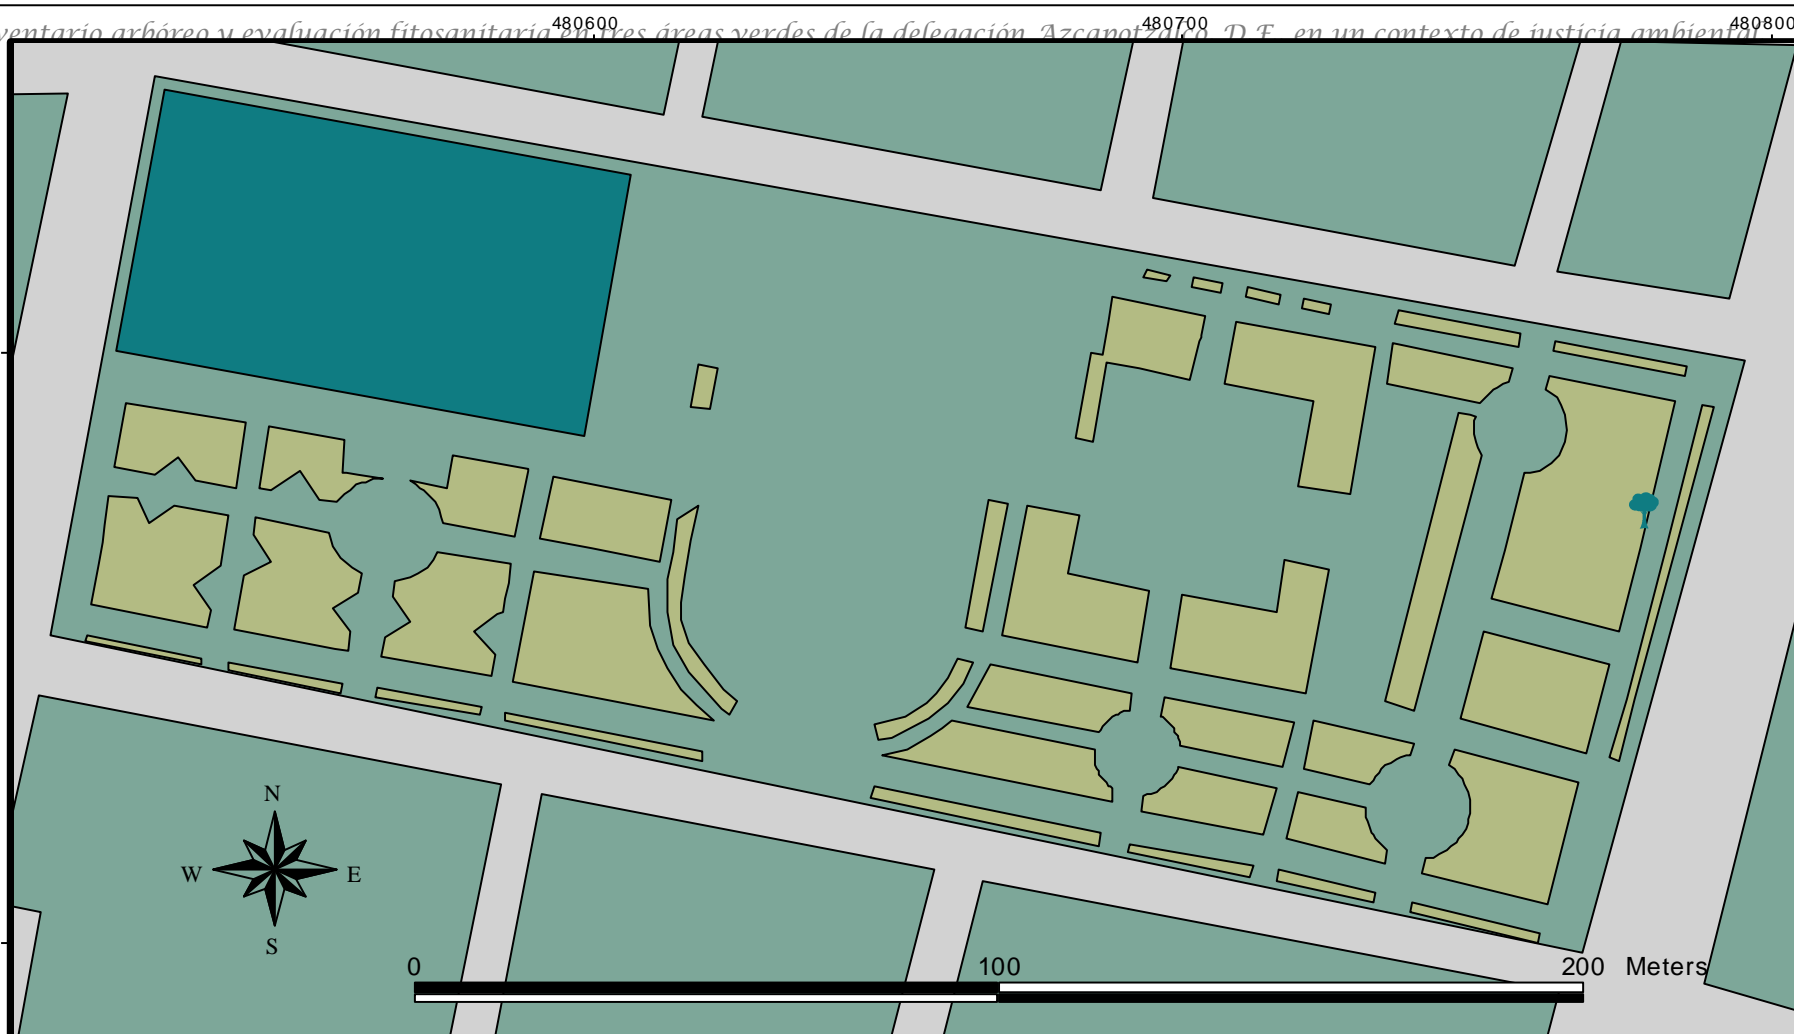 480600 480700 480800
ventario arbóreo y evaluación fitosanitaria en tres áreas verdes de la delegación Azcapotzalco, D.F., en un contexto de justicia ambiental
N
W E
S
0 100 200 Meters